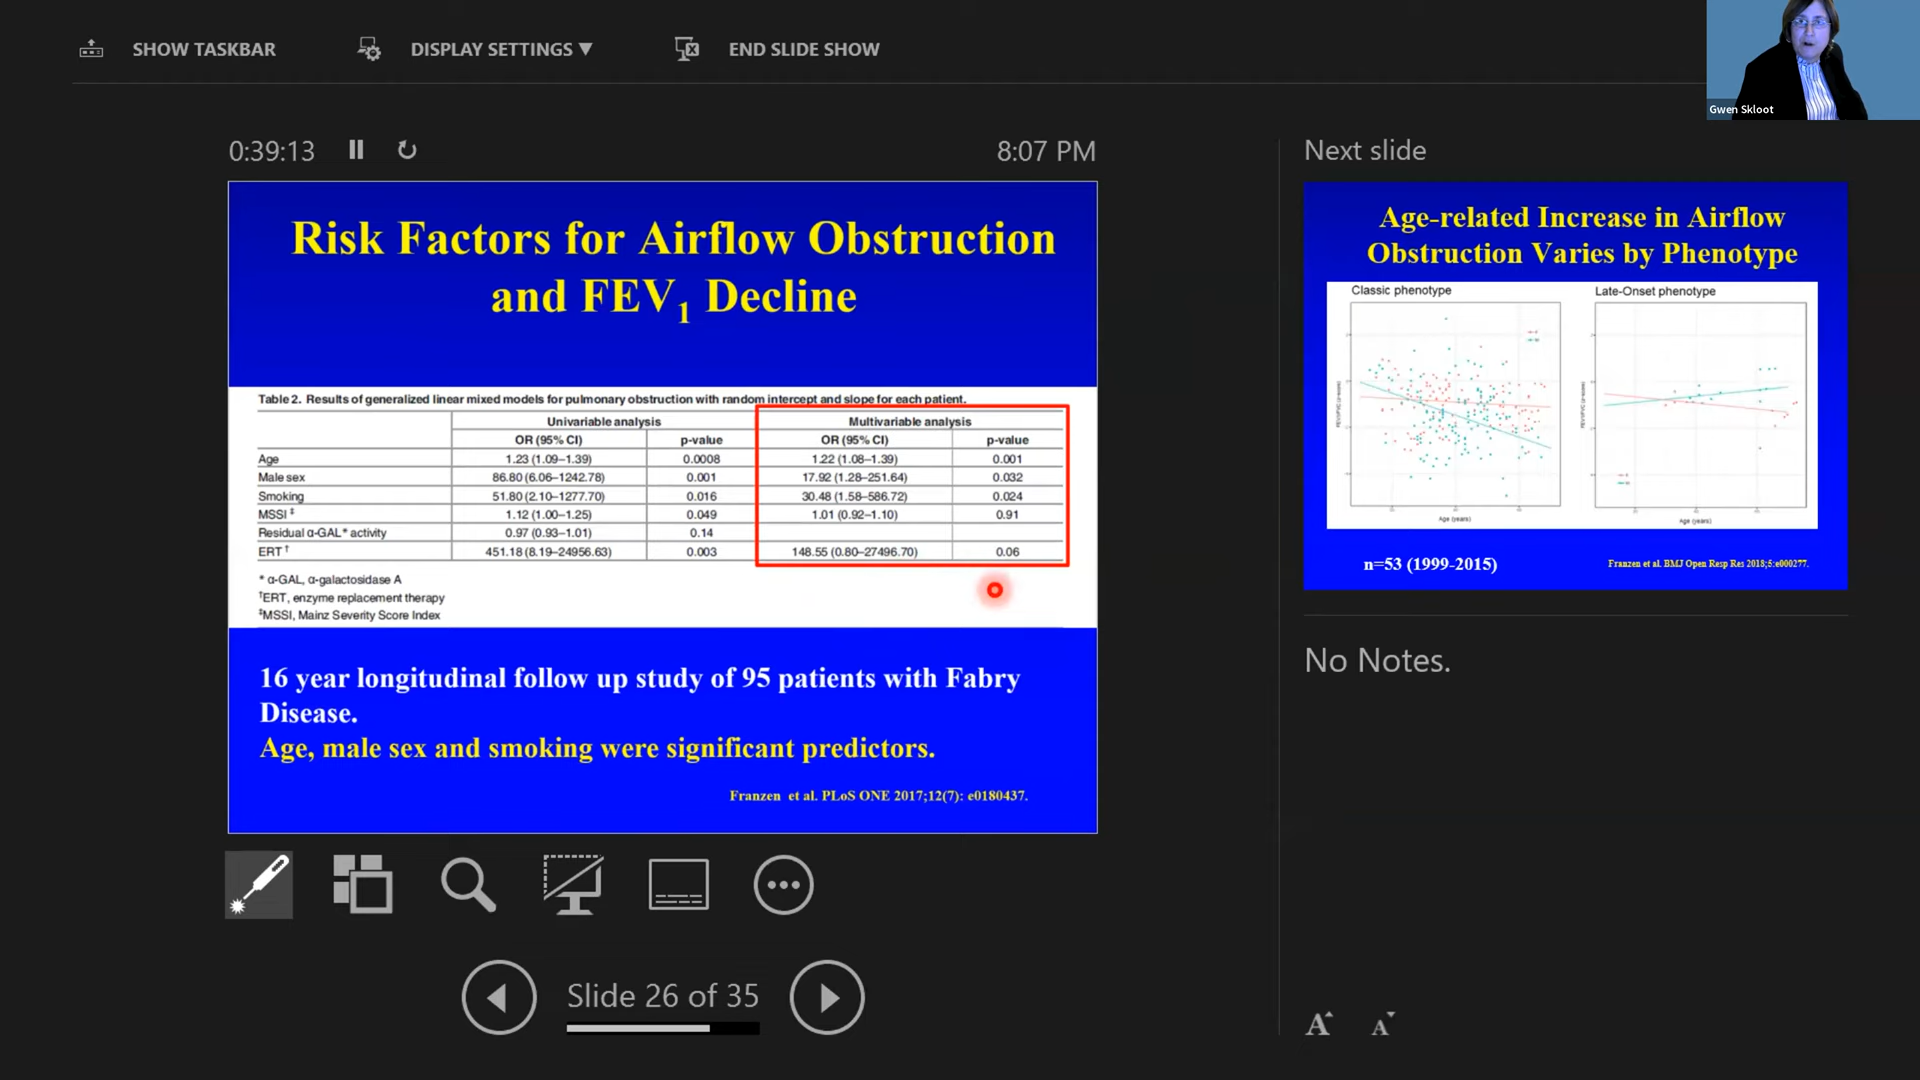 SHOW TASKBAR
DISPLAY SETTINGS ▼
END SLIDE SHOW
Gwen Skloot
0:39:13
8:07 PM
Next slide
Risk Factors for Airflow Obstruction
and FEV1 Decline
Table 2. Results of generalized linear mixed models for pulmonary obstruction with random intercept and slope for each patient.
Univariable analysis Multivariable analysis
OR (95% CI) p-value OR (95% CI) p-value
Age 1.23 (1.09–1.39) 0.0008 1.22 (1.08–1.39) 0.001
Male sex 86.80 (6.06–1242.78) 0.001 17.92 (1.28–251.64) 0.032
Smoking 51.80 (2.10–1277.70) 0.016 30.48 (1.58–586.72) 0.024
MSSI ‡ 1.12 (1.00–1.25) 0.049 1.01 (0.92–1.10) 0.91
Residual α-GAL* activity 0.97 (0.93–1.01) 0.14
ERT † 451.18 (8.19–24956.63) 0.003 148.55 (0.80–27496.70) 0.06
* α-GAL, α-galactosidase A
†ERT, enzyme replacement therapy
‡MSSI, Mainz Severity Score Index
16 year longitudinal follow up study of 95 patients with Fabry
Disease.
Age, male sex and smoking were significant predictors.
Franzen et al. PLoS ONE 2017;12(7): e0180437.
Age-related Increase in Airflow
Obstruction Varies by Phenotype
Classic phenotype
Late-Onset phenotype
Age (years)
Age (years)
n=53 (1999-2015)
Franzen et al. BMJ Open Resp Res 2018;5:e000277.
No Notes.
Slide 26 of 35
A
A